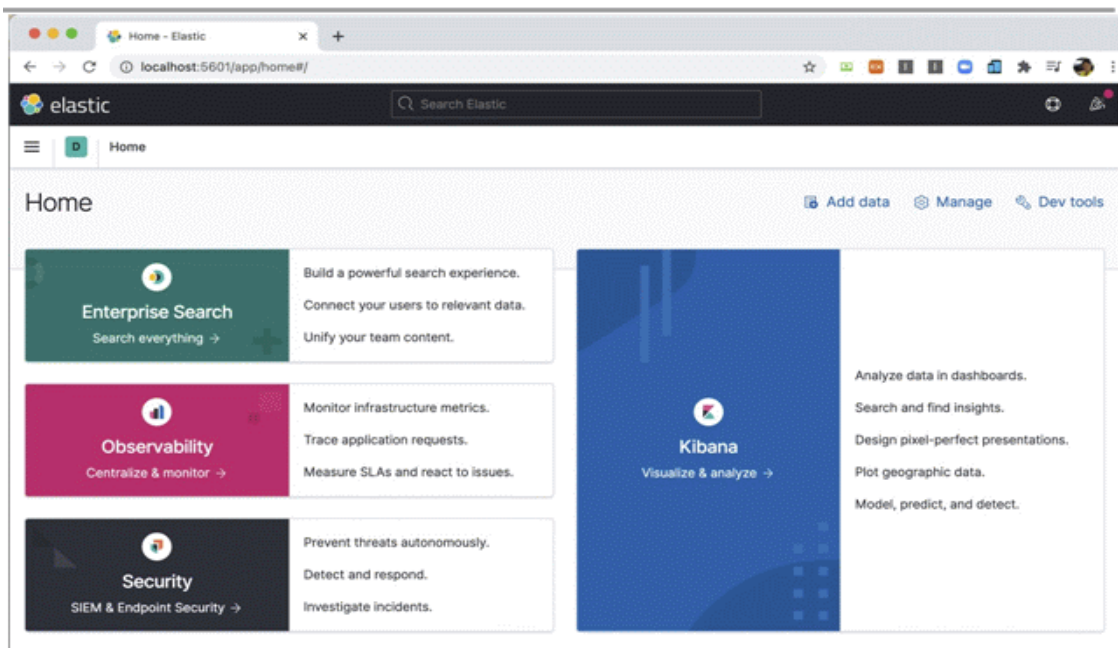 Home - Elastic
localhost:5601/app/home#/
elastic
Search Elastic
D
Home
Home
Add data
Manage
Dev tools
Enterprise Search
Search everything →
Build a powerful search experience.
Connect your users to relevant data.
Unify your team content.
Observability
Centralize & monitor →
Monitor infrastructure metrics.
Trace application requests.
Measure SLAs and react to issues.
Security
SIEM & Endpoint Security →
Prevent threats autonomously.
Detect and respond.
Investigate incidents.
Kibana
Visualize & analyze →
Analyze data in dashboards.
Search and find insights.
Design pixel-perfect presentations.
Plot geographic data.
Model, predict, and detect.